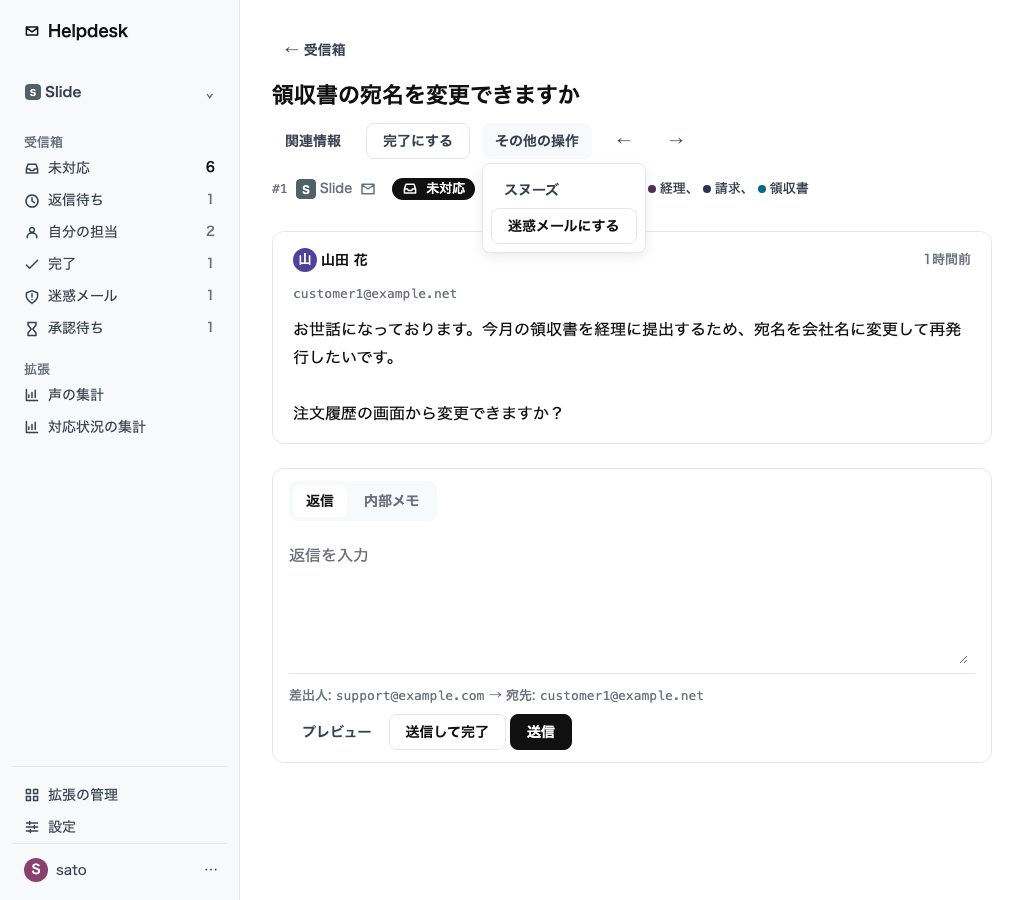 Helpdesk
S Slide
受信箱
未対応 6
返信待ち 1
自分の担当 2
完了 1
迷惑メール 1
承認待ち 1
拡張
声の集計
対応状況の集計
拡張の管理
設定
S sato …
← 受信箱
領収書の宛名を変更できますか
関連情報 完了にする その他の操作 ← →
#1 S Slide 未対応 経理、 請求、 領収書
スヌーズ
迷惑メールにする
山 山田 花 1時間前
customer1@example.net
お世話になっております。今月の領収書を経理に提出するため、宛名を会社名に変更して再発
行したいです。
注文履歴の画面から変更できますか？
返信 内部メモ
返信を入力
差出人: support@example.com → 宛先: customer1@example.net
プレビュー 送信して完了 送信